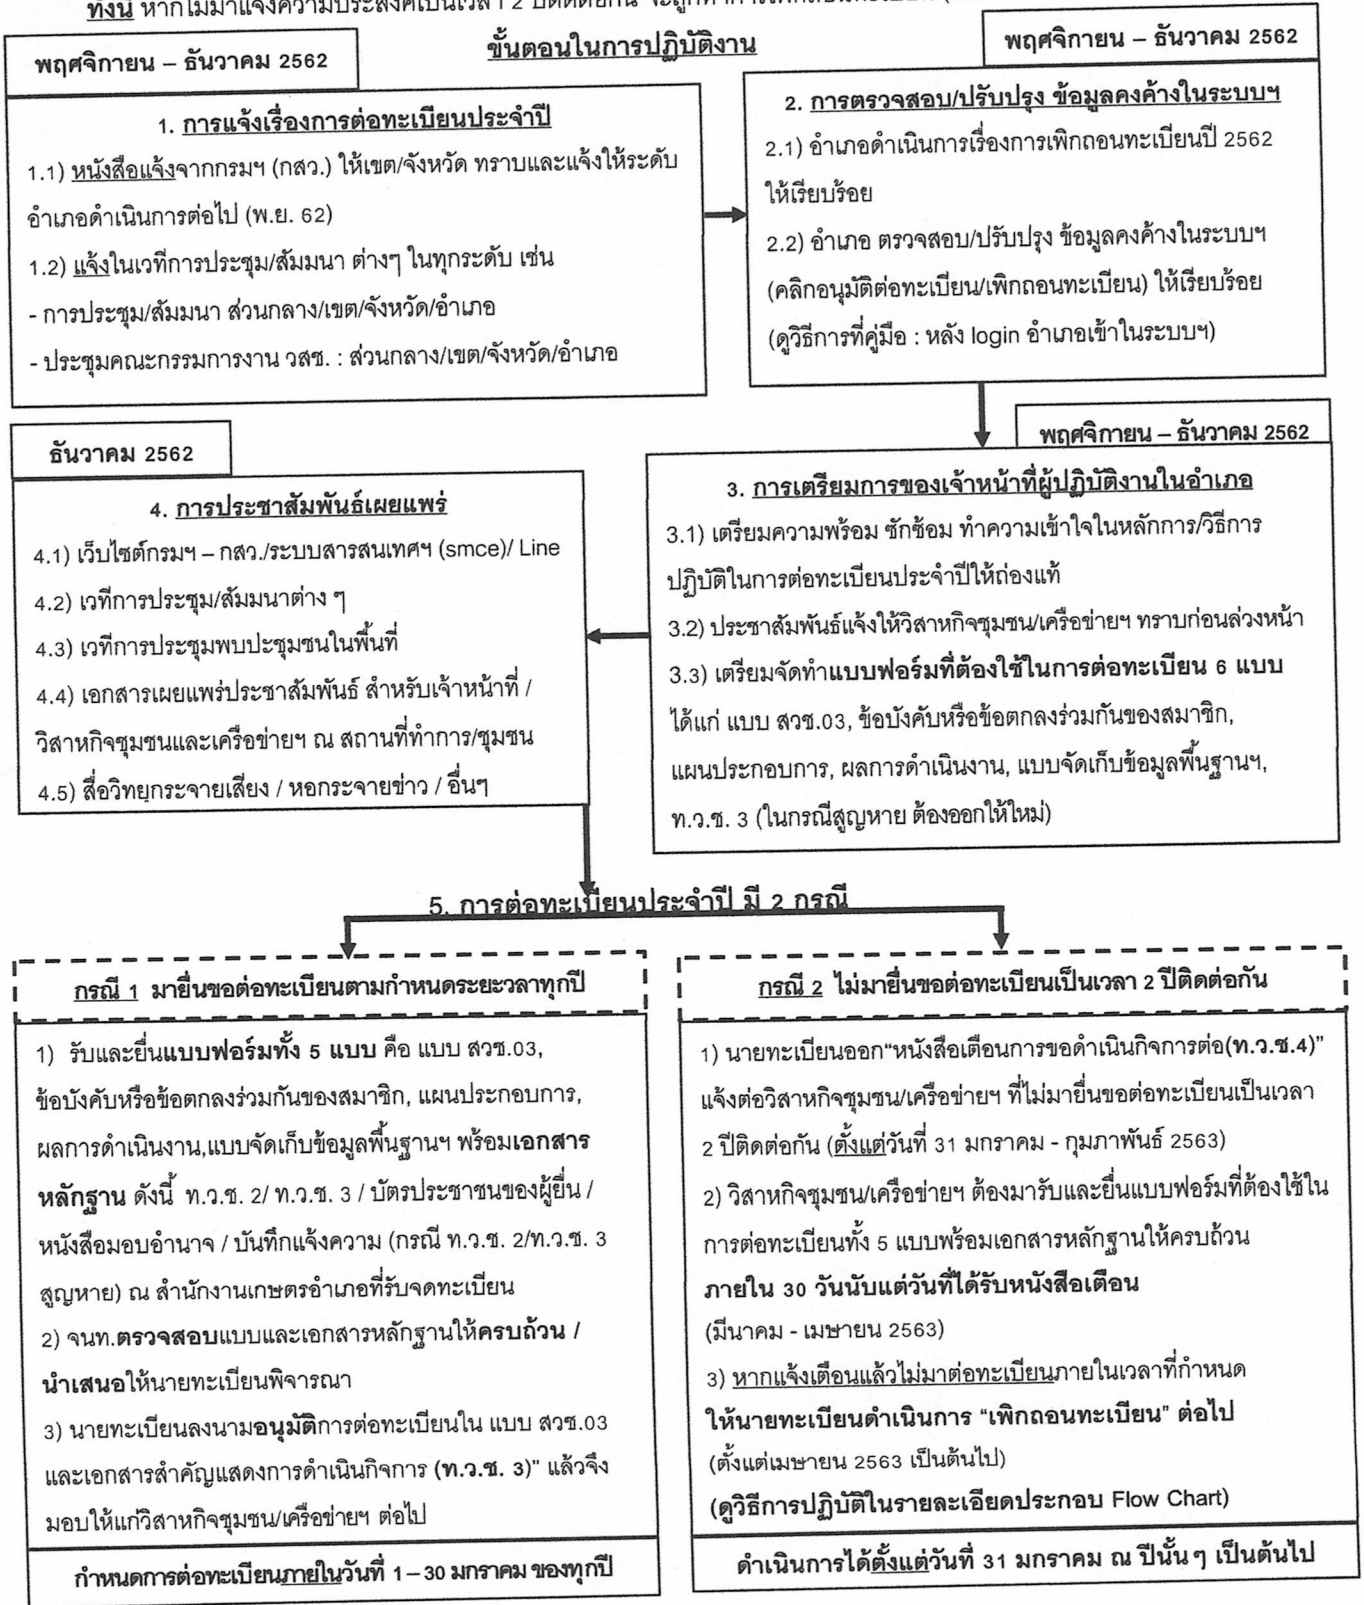 ทั้งนี้ หากไม่มาแจ้งความประสงค์เป็นเวลา 2 ปีติดต่อกัน จะถูกทำการเพิกถอนทะเบียน
ขั้นตอนในการปฏิบัติงาน
พฤศจิกายน – ธันวาคม 2562
1. การแจ้งเรื่องการต่อทะเบียนประจำปี
1.1) หนังสือแจ้งจากกรมฯ (กสว.) ให้เขต/จังหวัด ทราบและแจ้งให้ระดับ
อำเภอดำเนินการต่อไป (พ.ย. 62)
1.2) แจ้งในเวทีการประชุม/สัมมนา ต่างๆ ในทุกระดับ เช่น
- การประชุม/สัมมนา ส่วนกลาง/เขต/จังหวัด/อำเภอ
- ประชุมคณะกรรมการงาน วสช. : ส่วนกลาง/เขต/จังหวัด/อำเภอ
พฤศจิกายน – ธันวาคม 2562
2. การตรวจสอบ/ปรับปรุง ข้อมูลคงค้างในระบบฯ
2.1) อำเภอดำเนินการเรื่องการเพิกถอนทะเบียนปี 2562
ให้เรียบร้อย
2.2) อำเภอ ตรวจสอบ/ปรับปรุง ข้อมูลคงค้างในระบบฯ
(คลิกอนุมัติต่อทะเบียน/เพิกถอนทะเบียน) ให้เรียบร้อย
(ดูวิธีการที่คู่มือ : หลัง login อำเภอเข้าในระบบฯ)
พฤศจิกายน – ธันวาคม 2562
3. การเตรียมการของเจ้าหน้าที่ผู้ปฏิบัติงานในอำเภอ
3.1) เตรียมความพร้อม ซักซ้อม ทำความเข้าใจในหลักการ/วิธีการ
ปฏิบัติในการต่อทะเบียนประจำปีให้ถ่องแท้
3.2) ประชาสัมพันธ์แจ้งให้วิสาหกิจชุมชน/เครือข่ายฯ ทราบก่อนล่วงหน้า
3.3) เตรียมจัดทำแบบฟอร์มที่ต้องใช้ในการต่อทะเบียน 6 แบบ
ได้แก่ แบบ สวช.03, ข้อบังคับหรือข้อตกลงร่วมกันของสมาชิก,
แผนประกอบการ, ผลการดำเนินงาน, แบบจัดเก็บข้อมูลพื้นฐานฯ,
ท.ว.ช. 3 (ในกรณีสูญหาย ต้องออกให้ใหม่)
ธันวาคม 2562
4. การประชาสัมพันธ์เผยแพร่
4.1) เว็บไซต์กรมฯ – กสว./ระบบสารสนเทศฯ (smce)/ Line
4.2) เวทีการประชุม/สัมมนาต่าง ๆ
4.3) เวทีการประชุมพบปะชุมชนในพื้นที่
4.4) เอกสารเผยแพร่ประชาสัมพันธ์ สำหรับเจ้าหน้าที่ /
วิสาหกิจชุมชนและเครือข่ายฯ ณ สถานที่ทำการ/ชุมชน
4.5) สื่อวิทยุกระจายเสียง / หอกระจายข่าว / อื่นๆ
5. การต่อทะเบียนประจำปี มี 2 กรณี
กรณี 1 มายื่นขอต่อทะเบียนตามกำหนดระยะเวลาทุกปี
1) รับและยื่นแบบฟอร์มทั้ง 5 แบบ คือ แบบ สวช.03,
ข้อบังคับหรือข้อตกลงร่วมกันของสมาชิก, แผนประกอบการ,
ผลการดำเนินงาน,แบบจัดเก็บข้อมูลพื้นฐานฯ พร้อมเอกสาร
หลักฐาน ดังนี้ ท.ว.ช. 2/ ท.ว.ช. 3 / บัตรประชาชนของผู้ยื่น /
หนังสือมอบอำนาจ / บันทึกแจ้งความ (กรณี ท.ว.ช. 2/ท.ว.ช. 3
สูญหาย) ณ สำนักงานเกษตรอำเภอที่รับจดทะเบียน
2) จนท.ตรวจสอบแบบและเอกสารหลักฐานให้ครบถ้วน /
นำเสนอให้นายทะเบียนพิจารณา
3) นายทะเบียนลงนามอนุมัติการต่อทะเบียนใน แบบ สวช.03
และเอกสารสำคัญแสดงการดำเนินกิจการ (ท.ว.ช. 3)" แล้วจึง
มอบให้แก่วิสาหกิจชุมชน/เครือข่ายฯ ต่อไป
กำหนดการต่อทะเบียนภายในวันที่ 1 – 30 มกราคม ของทุกปี
กรณี 2 ไม่มายื่นขอต่อทะเบียนเป็นเวลา 2 ปีติดต่อกัน
1) นายทะเบียนออก"หนังสือเตือนการขอดำเนินกิจการต่อ(ท.ว.ช.4)"
แจ้งต่อวิสาหกิจชุมชน/เครือข่ายฯ ที่ไม่มายื่นขอต่อทะเบียนเป็นเวลา
2 ปีติดต่อกัน (ตั้งแต่วันที่ 31 มกราคม - กุมภาพันธ์ 2563)
2) วิสาหกิจชุมชน/เครือข่ายฯ ต้องมารับและยื่นแบบฟอร์มที่ต้องใช้ใน
การต่อทะเบียนทั้ง 5 แบบพร้อมเอกสารหลักฐานให้ครบถ้วน
ภายใน 30 วันนับแต่วันที่ได้รับหนังสือเตือน
(มีนาคม - เมษายน 2563)
3) หากแจ้งเตือนแล้วไม่มาต่อทะเบียนภายในเวลาที่กำหนด
ให้นายทะเบียนดำเนินการ "เพิกถอนทะเบียน" ต่อไป
(ตั้งแต่เมษายน 2563 เป็นต้นไป)
(ดูวิธีการปฏิบัติในรายละเอียดประกอบ Flow Chart)
ดำเนินการได้ตั้งแต่วันที่ 31 มกราคม ณ ปีนั้น ๆ เป็นต้นไป